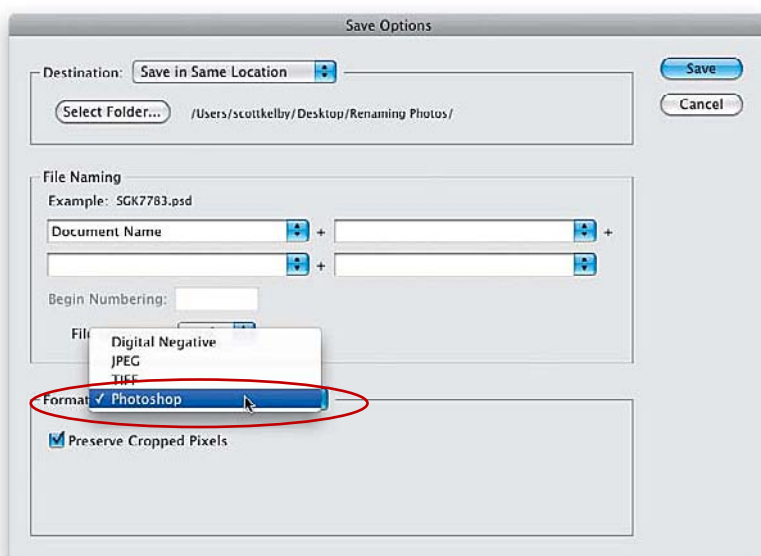 Save Options
Destination: Save in Same Location
Save
Select Folder... /Users/scottkelby/Desktop/Renaming Photos/
Cancel
File Naming
Example: SGK7783.psd
Document Name + +
+
Begin Numbering:
Digital Negative
JPEG
TIFF
Format ✓ Photoshop
Preserve Cropped Pixels